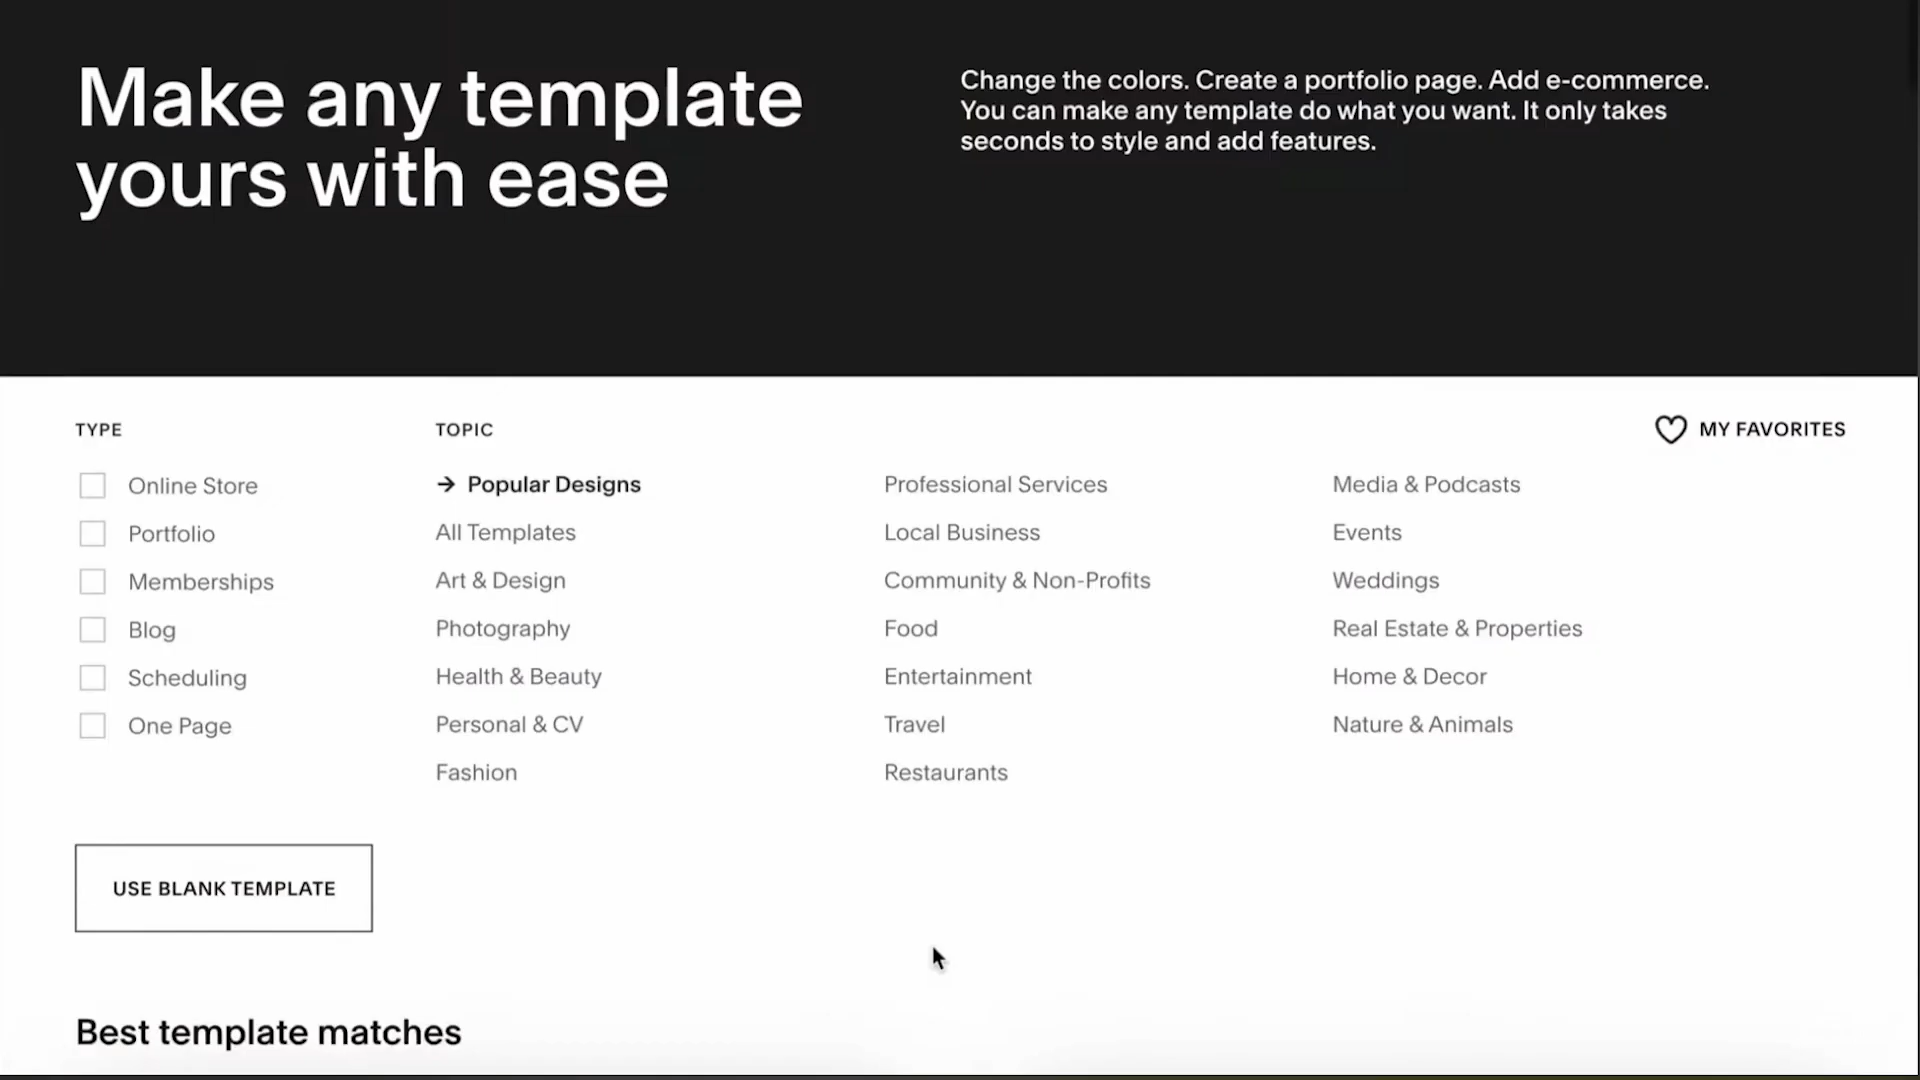 Make any template
yours with ease
Change the colors. Create a portfolio page. Add e-commerce.
You can make any template do what you want. It only takes
seconds to style and add features.
TYPE
Online Store
Portfolio
Memberships
Blog
Scheduling
One Page
TOPIC
→ Popular Designs
All Templates
Art & Design
Photography
Health & Beauty
Personal & CV
Fashion
Professional Services
Local Business
Community & Non-Profits
Food
Entertainment
Travel
Restaurants
Media & Podcasts
Events
Weddings
Real Estate & Properties
Home & Decor
Nature & Animals
MY FAVORITES
USE BLANK TEMPLATE
Best template matches